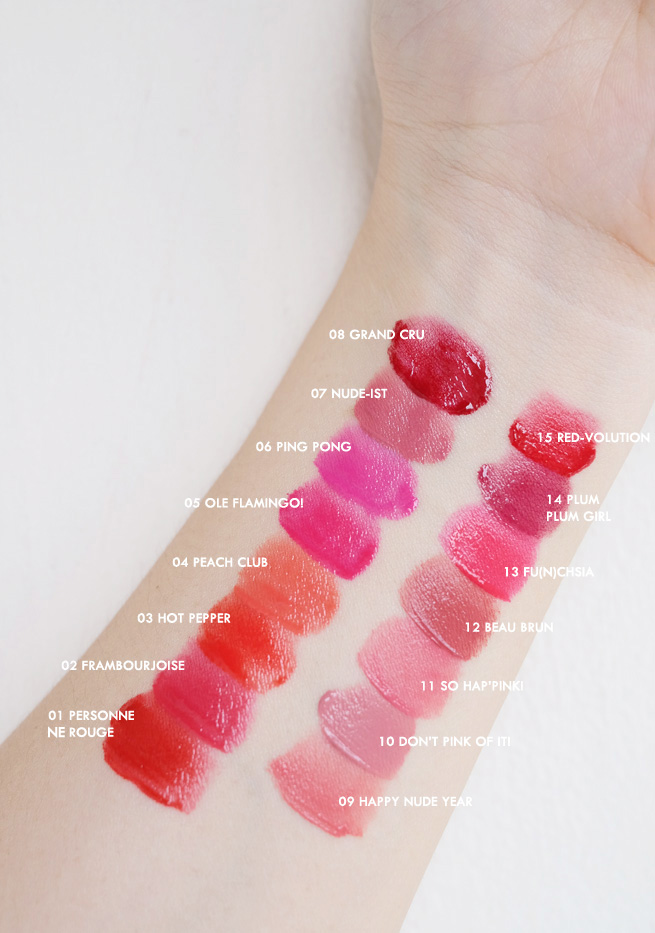 08 GRAND CRU
07 NUDE-IST
06 PING PONG
05 OLE FLAMINGO!
04 PEACH CLUB
03 HOT PEPPER
02 FRAMBOURJOISE
01 PERSONNE
NE ROUGE
15 RED-VOLUTION
14 PLUM
PLUM GIRL
13 FU(N)CHSIA
12 BEAU BRUN
11 SO HAP'PINK!
10 DON'T PINK OF IT!
09 HAPPY NUDE YEAR